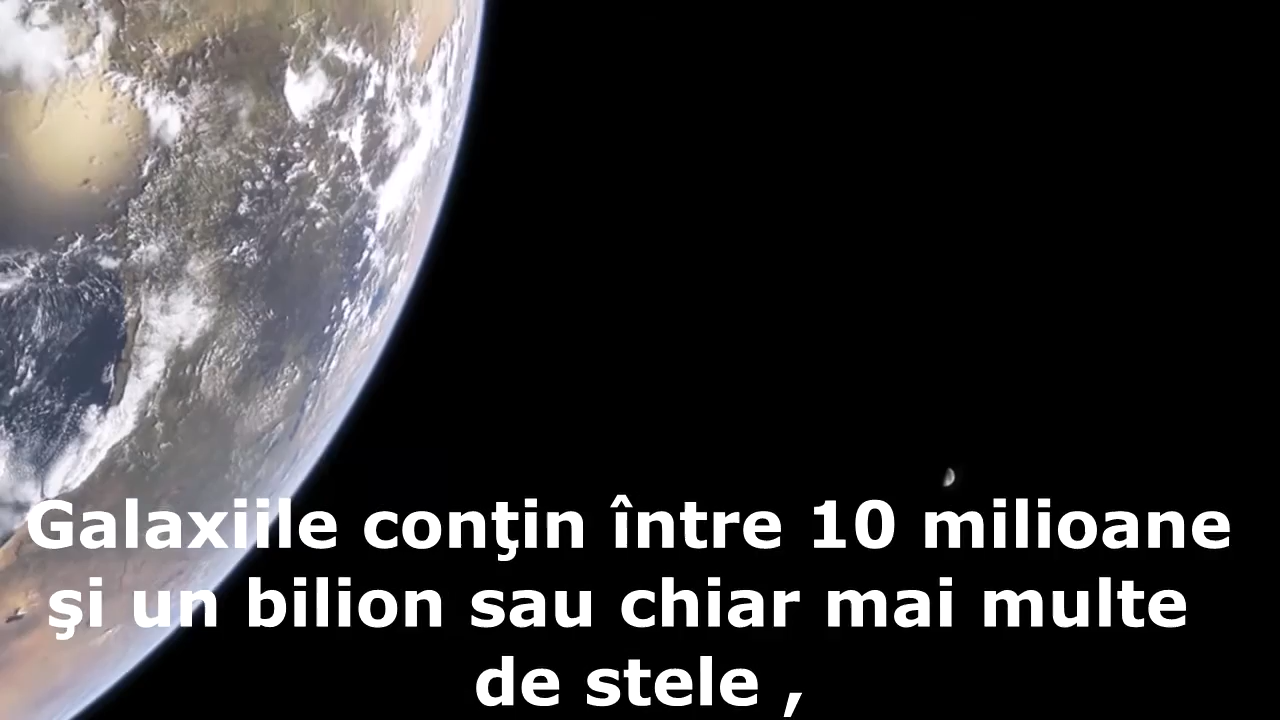 Galaxiile conţin între 10 milioane
şi un bilion sau chiar mai multe
de stele ,